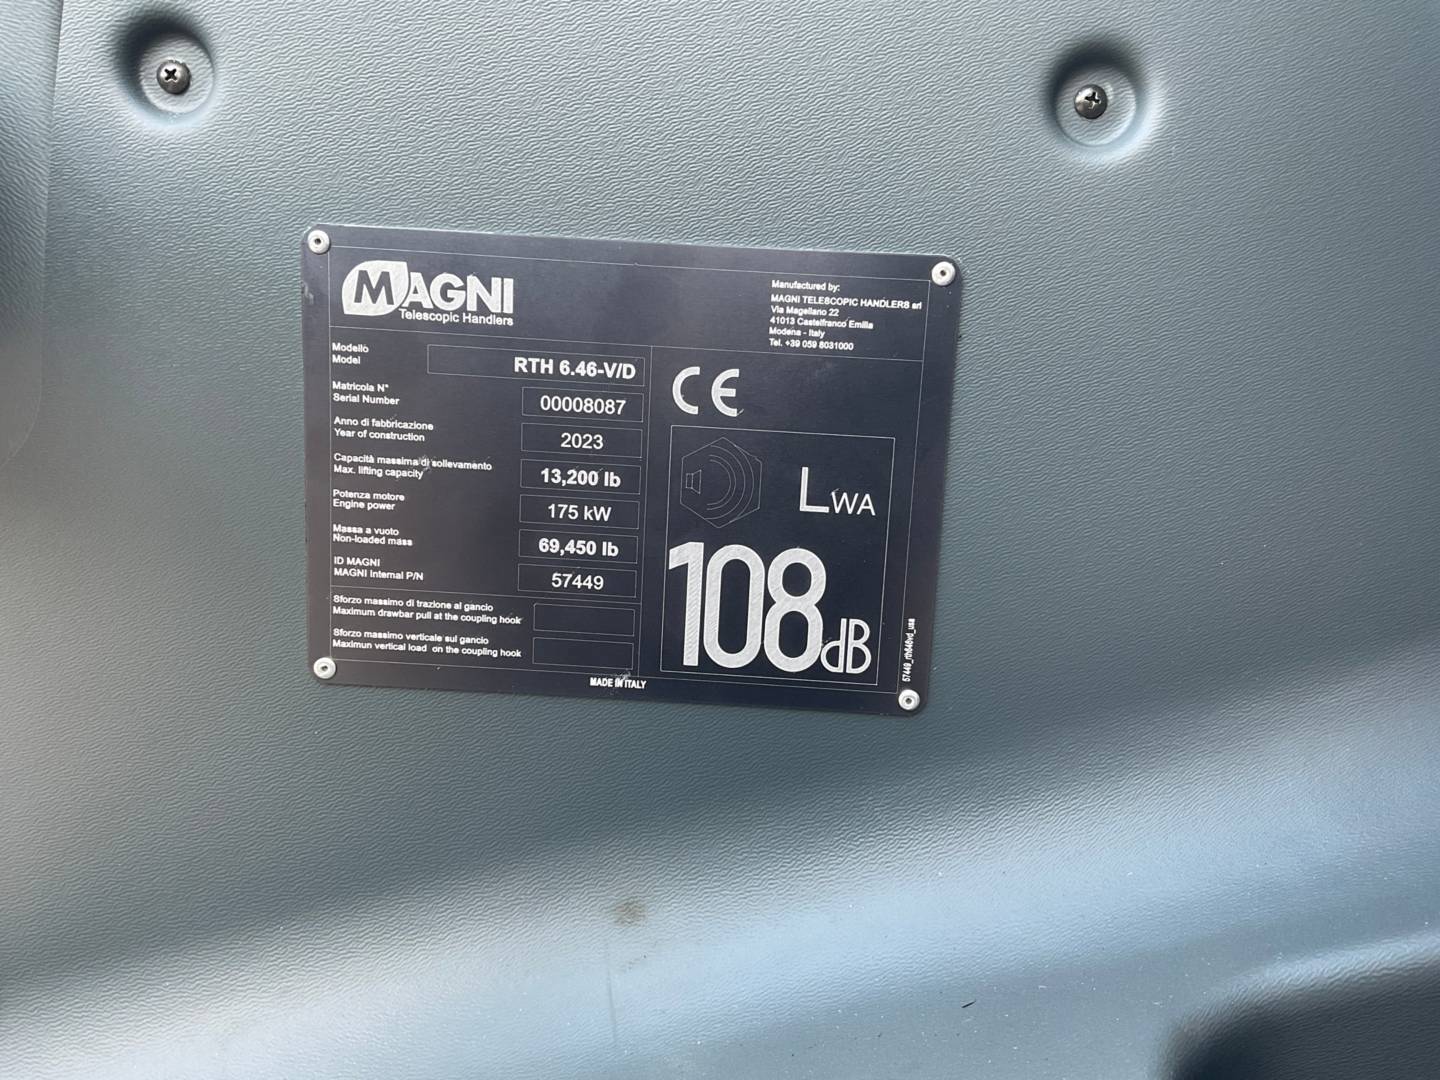 MAGNI
Telescopic Handlers
Manufactured by:
MAGNI TELESCOPIC HANDLERS srl
Via Magellano 22
41013 Castelfranco Emilia
Modena - Italy
Tel. +39 059 8031000
Modello
Model
RTH 6.46-V/D
Matricola N°
Serial Number
00008087
Anno di fabbricazione
Year of construction
2023
Capacità massima di sollevamento
Max. lifting capacity
13,200 lb
Potenza motore
Engine power
175 kW
Massa a vuoto
Non-loaded mass
69,450 lb
ID MAGNI
MAGNI Internal P/N
57449
Sforzo massimo di trazione al gancio
Maximum drawbar pull at the coupling hook
Sforzo massimo verticale sul gancio
Maximun vertical load on the coupling hook
CE
LWA
108dB
57449_rth646vd_usa
MADE IN ITALY